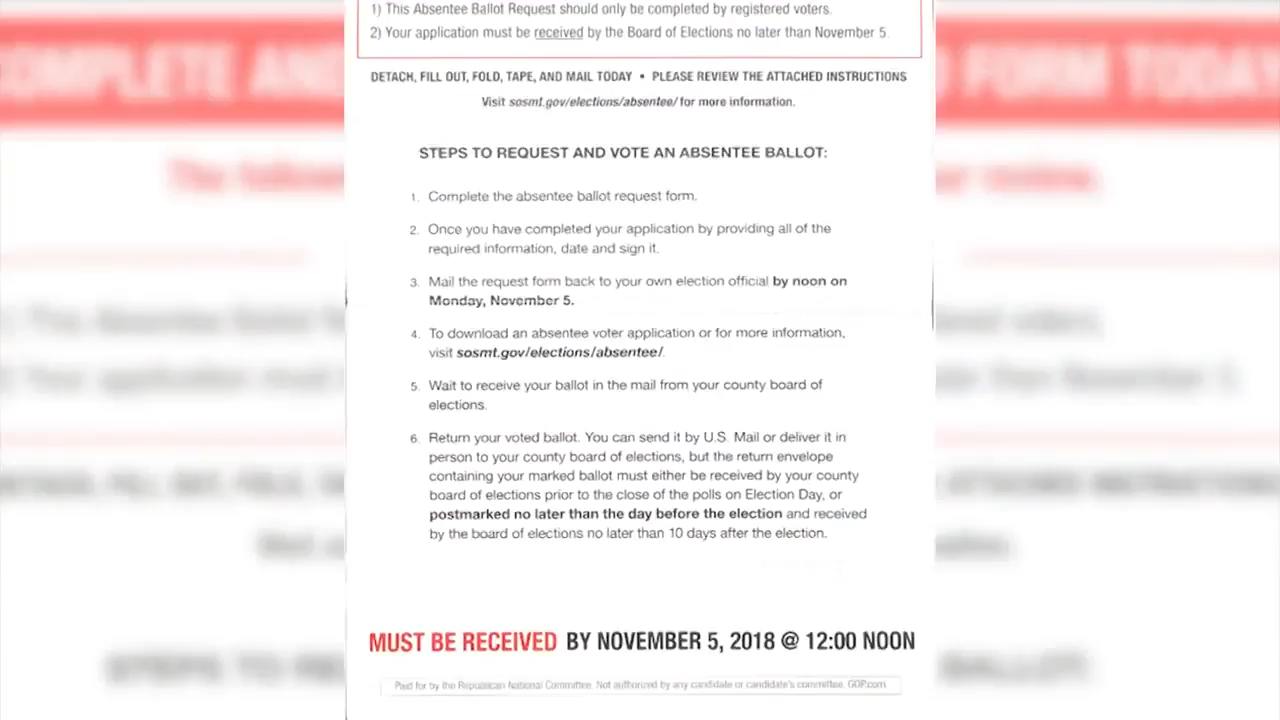 1) This Absentee Ballot Request should only be completed by registered voters.
2) Your application must be received by the Board of Elections no later than November 5.
DETACH, FILL OUT, FOLD, TAPE, AND MAIL TODAY • PLEASE REVIEW THE ATTACHED INSTRUCTIONS
Visit sosmt.gov/elections/absentee/ for more information.
STEPS TO REQUEST AND VOTE AN ABSENTEE BALLOT:
1. Complete the absentee ballot request form.
2. Once you have completed your application by providing all of the
required information, date and sign it.
3. Mail the request form back to your own election official by noon on
Monday, November 5.
4. To download an absentee voter application or for more information,
visit sosmt.gov/elections/absentee/.
5. Wait to receive your ballot in the mail from your county board of
elections.
6. Return your voted ballot. You can send it by U.S. Mail or deliver it in
person to your county board of elections, but the return envelope
containing your marked ballot must either be received by your county
board of elections prior to the close of the polls on Election Day, or
postmarked no later than the day before the election and received
by the board of elections no later than 10 days after the election.
MUST BE RECEIVED BY NOVEMBER 5, 2018 @ 12:00 NOON
Paid for by the Republican National Committee. Not authorized by any candidate or candidate's committee. GOP.com
COMPLETE AND
D FORM TODAY